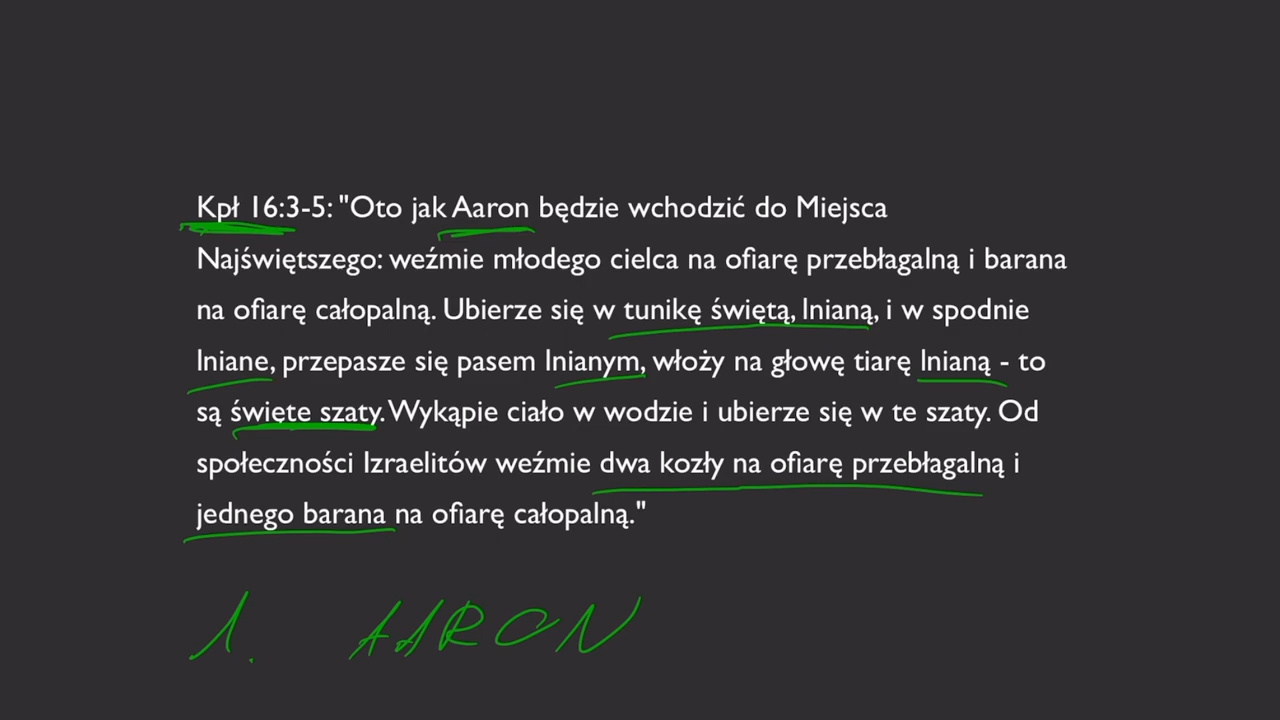 Kpł 16:3-5: "Oto jak Aaron będzie wchodzić do Miejsca
Najświętszego: weźmie młodego cielca na ofiarę przebłagalną i barana
na ofiarę całopalną. Ubierze się w tunikę świętą, lnianą, i w spodnie
lniane, przepasze się pasem lnianym, włoży na głowę tiarę lnianą - to
są święte szaty. Wykąpie ciało w wodzie i ubierze się w te szaty. Od
społeczności Izraelitów weźmie dwa kozły na ofiarę przebłagalną i
jednego barana na ofiarę całopalną."
1. AARON